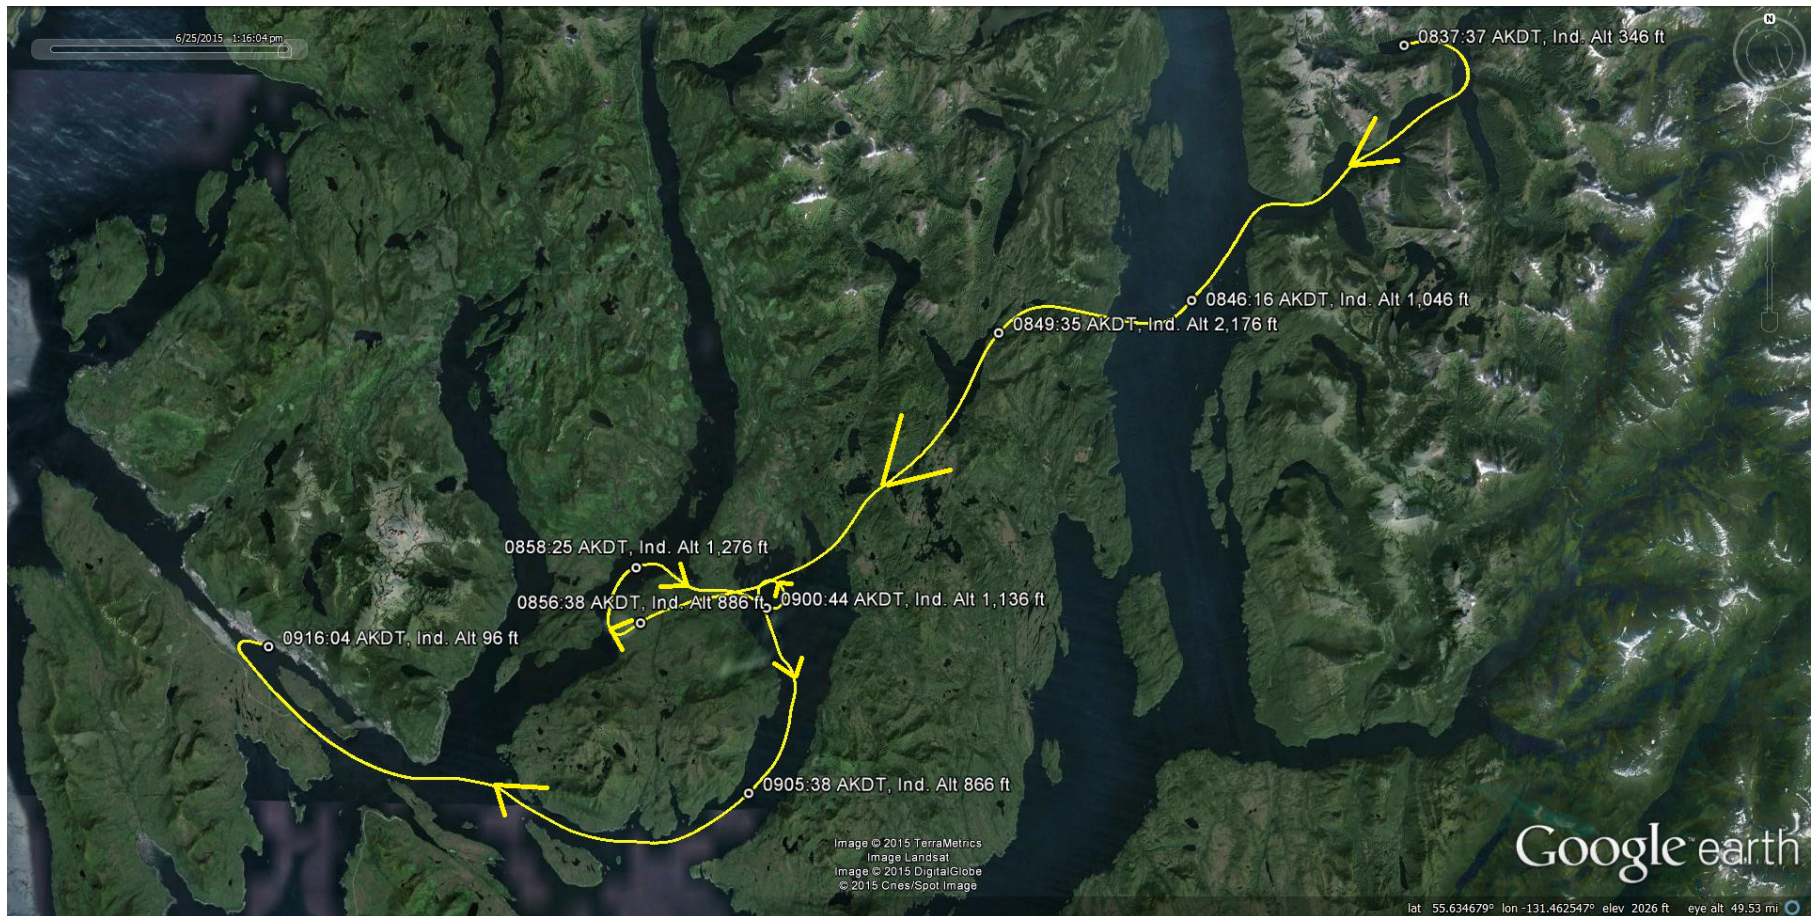 6/25/2015 1:16:04 pm
N
0837:37 AKDT, Ind. Alt 346 ft
0846:16 AKDT, Ind. Alt 1,046 ft
0849:35 AKDT, Ind. Alt 2,176 ft
0858:25 AKDT, Ind. Alt 1,276 ft
0856:38 AKDT, Ind. Alt 886 ft
0900:44 AKDT, Ind. Alt 1,136 ft
0916:04 AKDT, Ind. Alt 96 ft
0905:38 AKDT, Ind. Alt 866 ft
Image © 2015 TerraMetrics
Image Landsat
Image © 2015 DigitalGlobe
© 2015 Cnes/Spot Image
Google earth
lat 55.634679° lon -131.462547° elev 2026 ft eye alt 49.53 mi